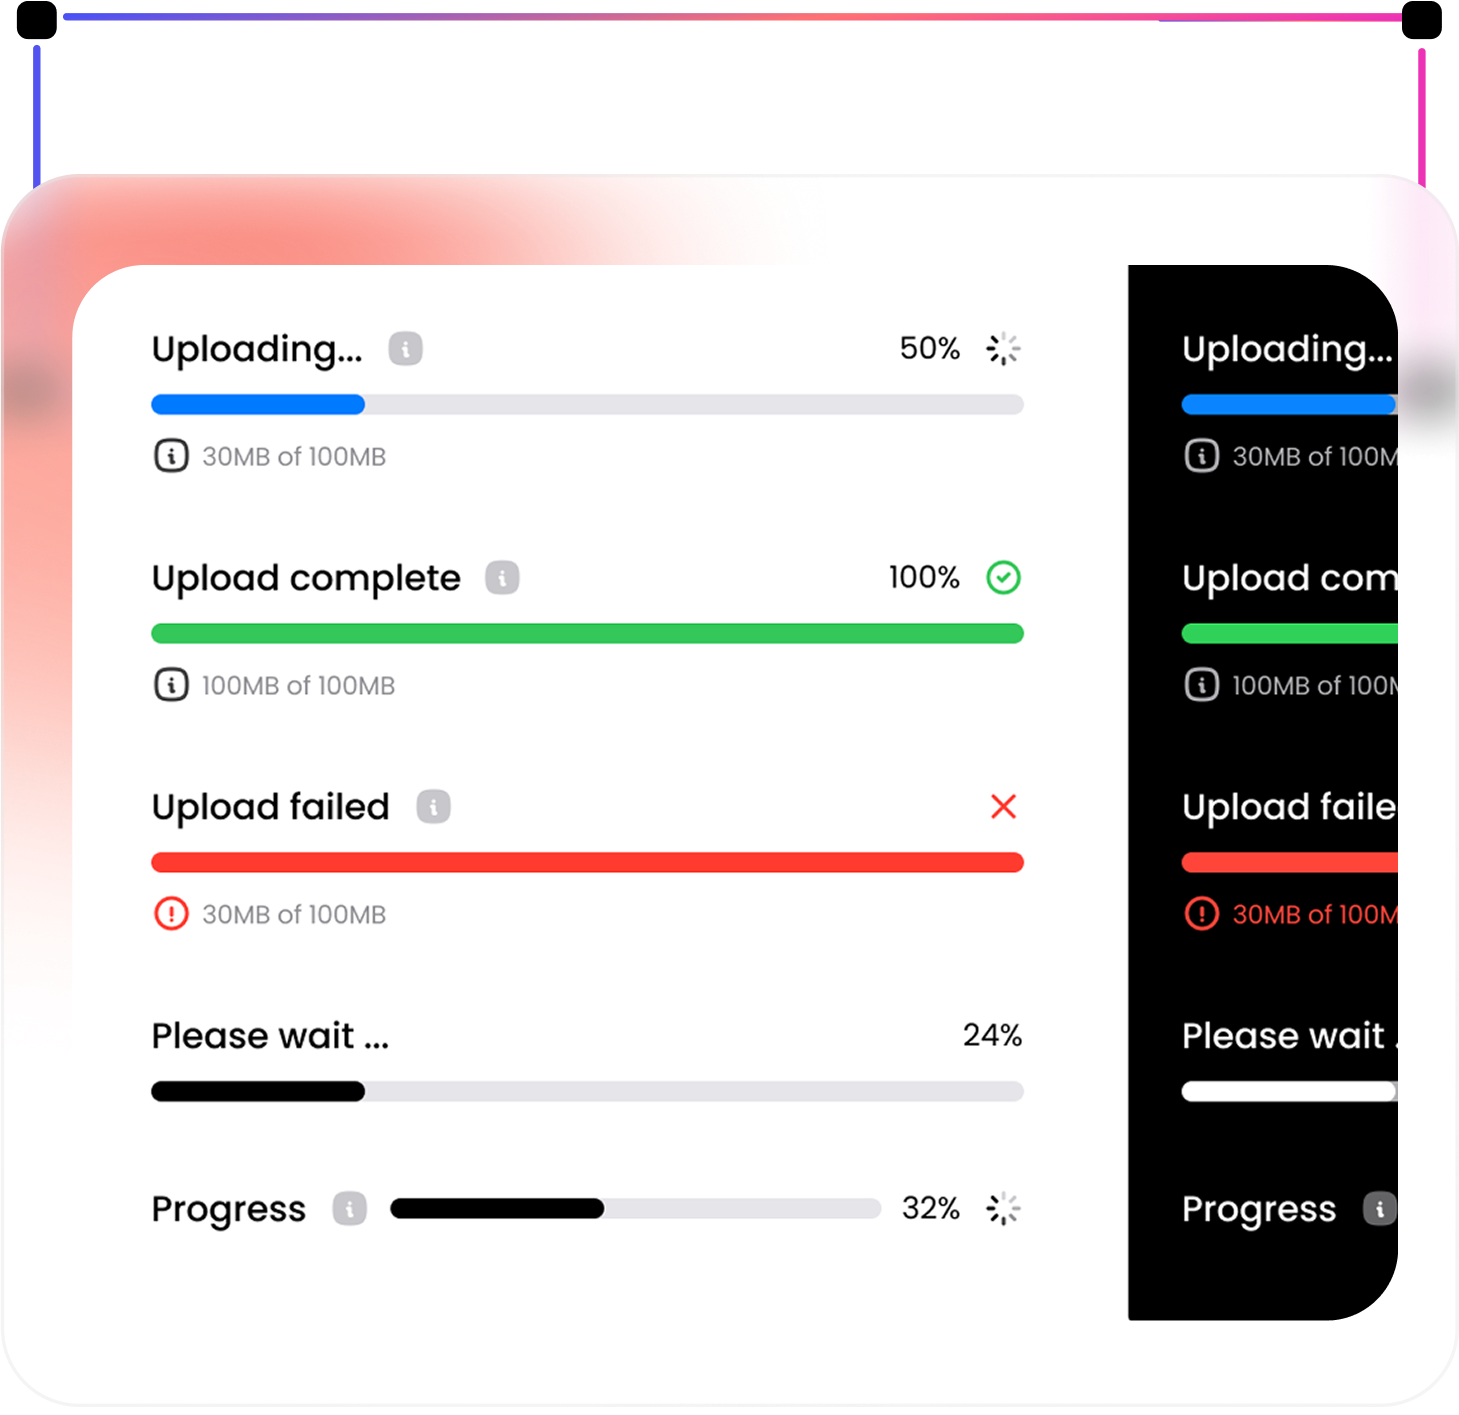 Uploading...
50%
30MB of 100MB
Upload complete
100%
100MB of 100MB
Upload failed
30MB of 100MB
Please wait ...
24%
Progress
32%
Uploading...
30MB of 100M
Upload com
100MB of 100M
Upload faile
30MB of 100M
Please wait .
Progress